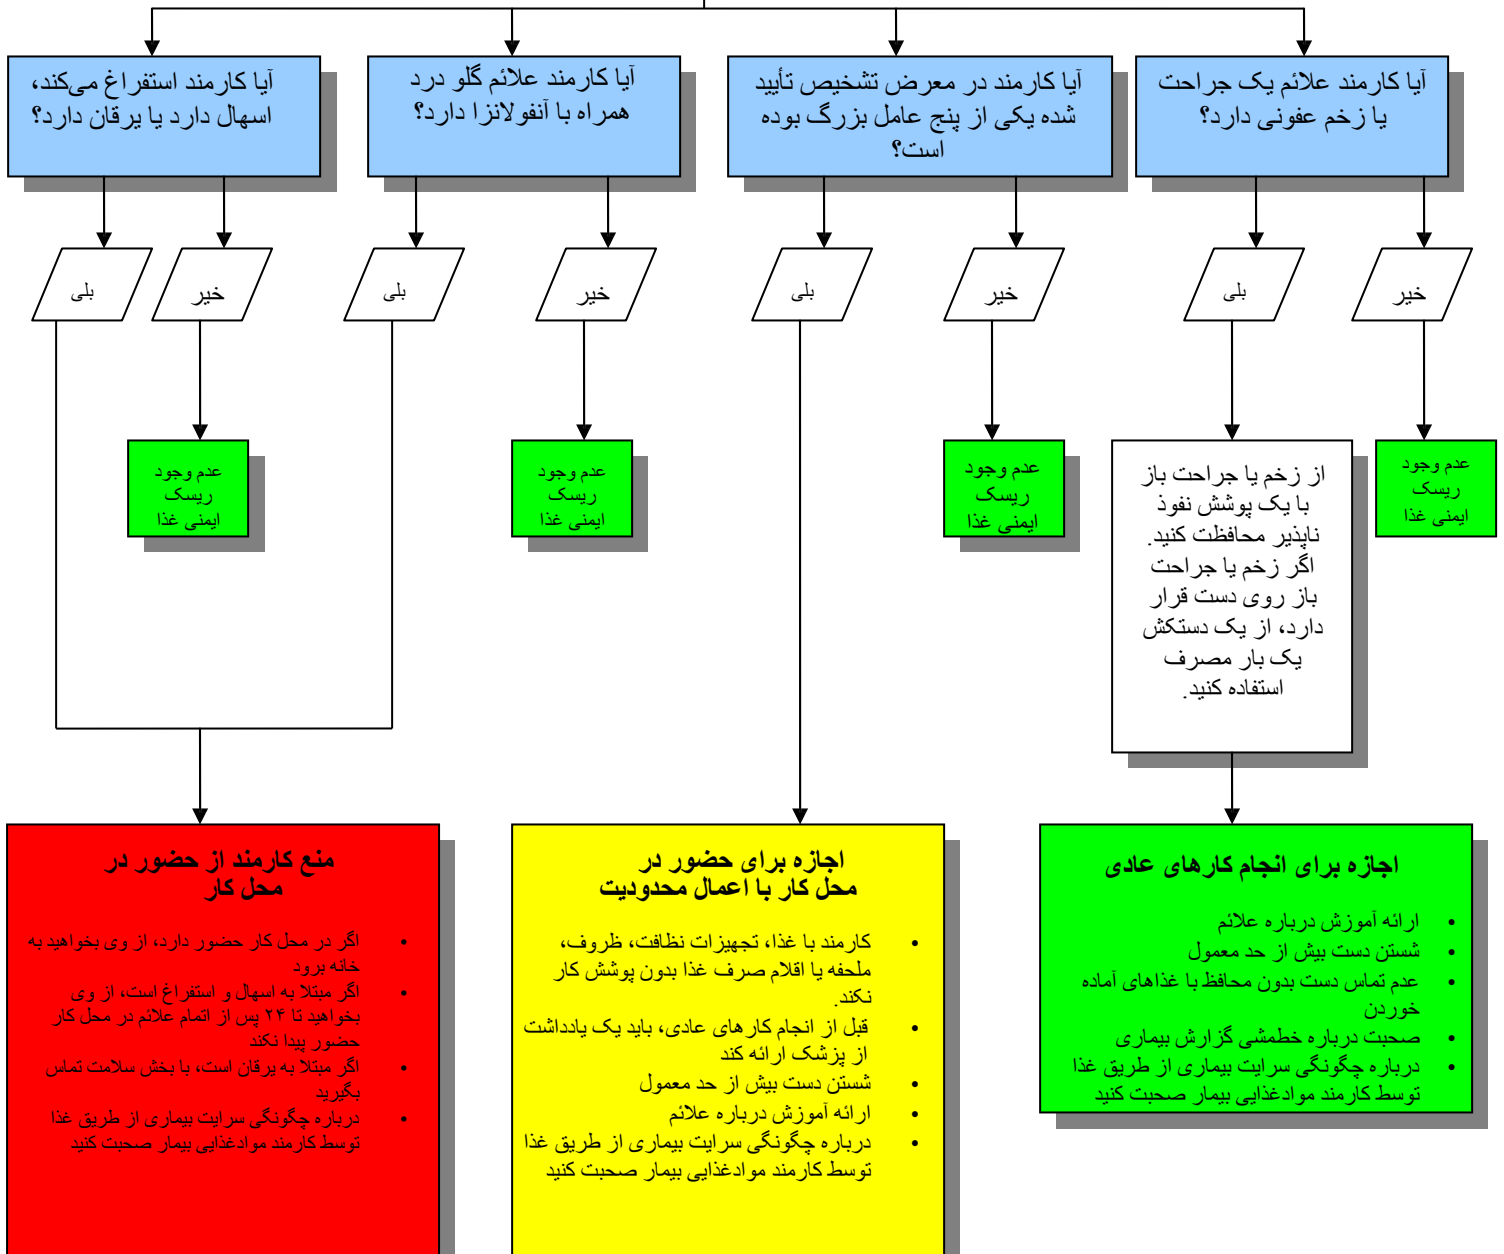 آیا کارمند علائم یک جراحت
یا زخم عفونی دارد؟
آیا کارمند در معرض تشخیص تأیید
شده یکی از پنج عامل بزرگ بوده
است؟
آیا کارمند علائم گلو درد
همراه با آنفولانزا دارد؟
آیا کارمند استفراغ می‌کند،
اسهال دارد یا یرقان دارد؟
خیر
بلی
خیر
بلی
خیر
بلی
خیر
بلی
عدم وجود
ریسک
ایمنی غذا
از زخم یا جراحت باز
با یک پوشش نفوذ
ناپذیر محافظت کنید.
اگر زخم یا جراحت
باز روی دست قرار
دارد، از یک دستکش
یک بار مصرف
استفاده کنید.
عدم وجود
ریسک
ایمنی غذا
عدم وجود
ریسک
ایمنی غذا
عدم وجود
ریسک
ایمنی غذا
اجازه برای انجام کارهای عادی
• ارائه آموزش درباره علائم
• شستن دست بیش از حد معمول
• عدم تماس دست بدون محافظ با غذاهای آماده
خوردن
• صحبت درباره خطمشی گزارش بیماری
• درباره چگونگی سرایت بیماری از طریق غذا
توسط کارمند موادغذایی بیمار صحبت کنید
اجازه برای حضور در
محل کار با اعمال محدودیت
• کارمند با غذا، تجهیزات نظافت، ظروف،
ملحفه یا اقلام صرف غذا بدون پوشش کار
نکند.
• قبل از انجام کارهای عادی، باید یک یادداشت
از پزشک ارائه کند
• شستن دست بیش از حد معمول
• ارائه آموزش درباره علائم
• درباره چگونگی سرایت بیماری از طریق غذا
توسط کارمند موادغذایی بیمار صحبت کنید
منع کارمند از حضور در
محل کار
• اگر در محل کار حضور دارد، از وی بخواهید به
خانه برود
• اگر مبتلا به اسهال و استفراغ است، از وی
بخواهید تا ۲۴ پس از اتمام علائم در محل کار
حضور پیدا نکند
• اگر مبتلا به یرقان است، با بخش سلامت تماس
بگیرید
• درباره چگونگی سرایت بیماری از طریق غذا
توسط کارمند موادغذایی بیمار صحبت کنید